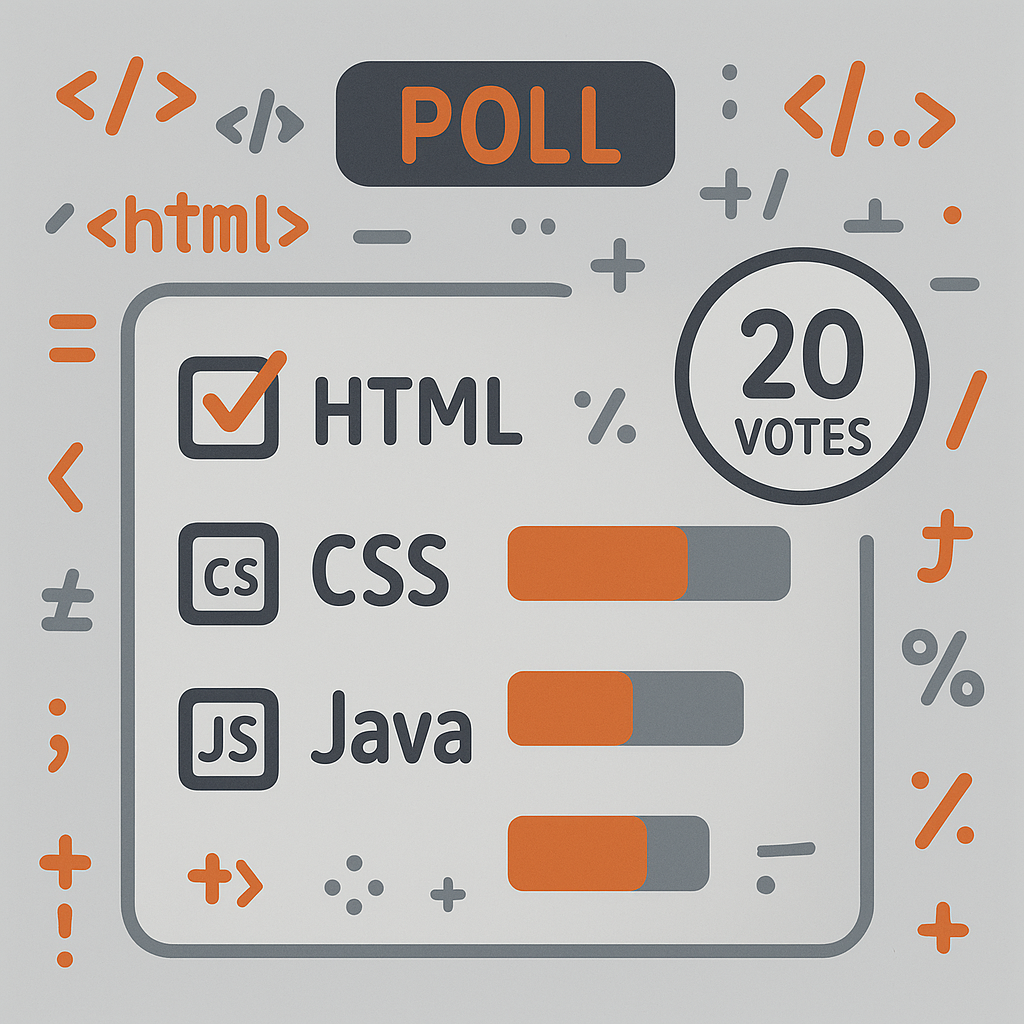 </> </> POLL : </..>
<html> - .. + / ⊥ .
= + -
20
VOTES
HTML % /
<
CS CSS
± ɟ
%
JS Java
;
%
+
+> + ÷
! +